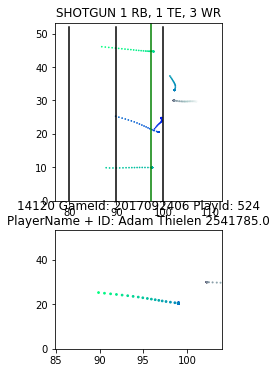 SHOTGUN 1 RB, 1 TE, 3 WR
50
40
30
20
10
0
80 90 100 110
14120 GameId: 2017092406 PlayId: 524
PlayerName + ID: Adam Thielen 2541785.0
40
20
0
85 90 95 100